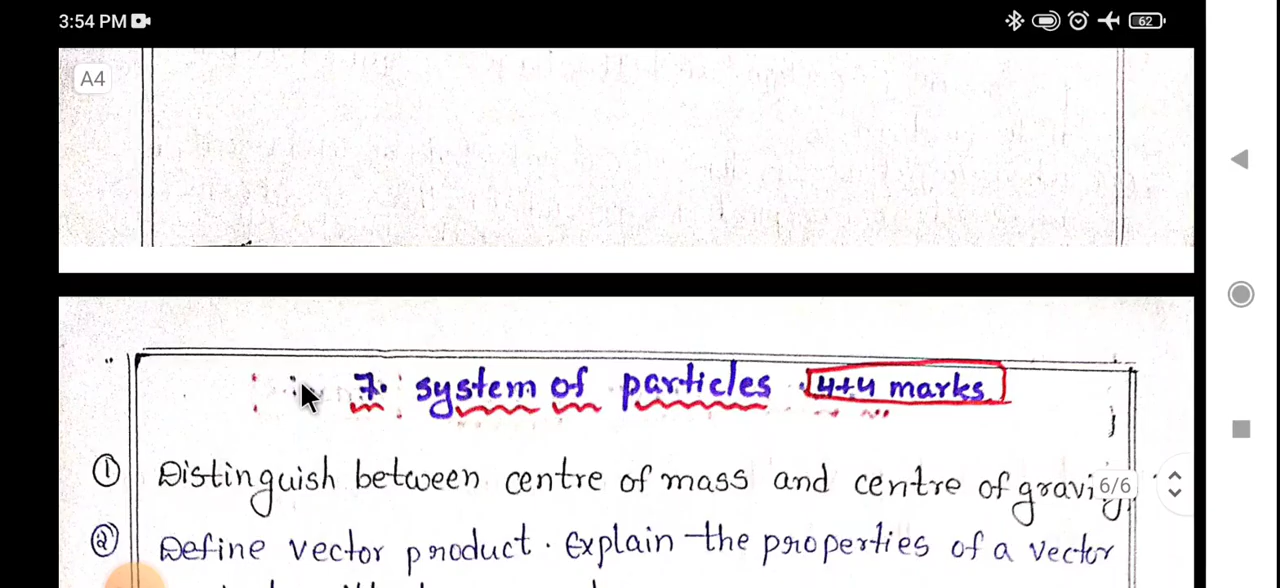 3:54 PM
62
A4
7. system of particles 4+4 marks
① Distinguish between centre of mass and centre of gravity
6/6
② Define vector product. Explain the properties of a vector